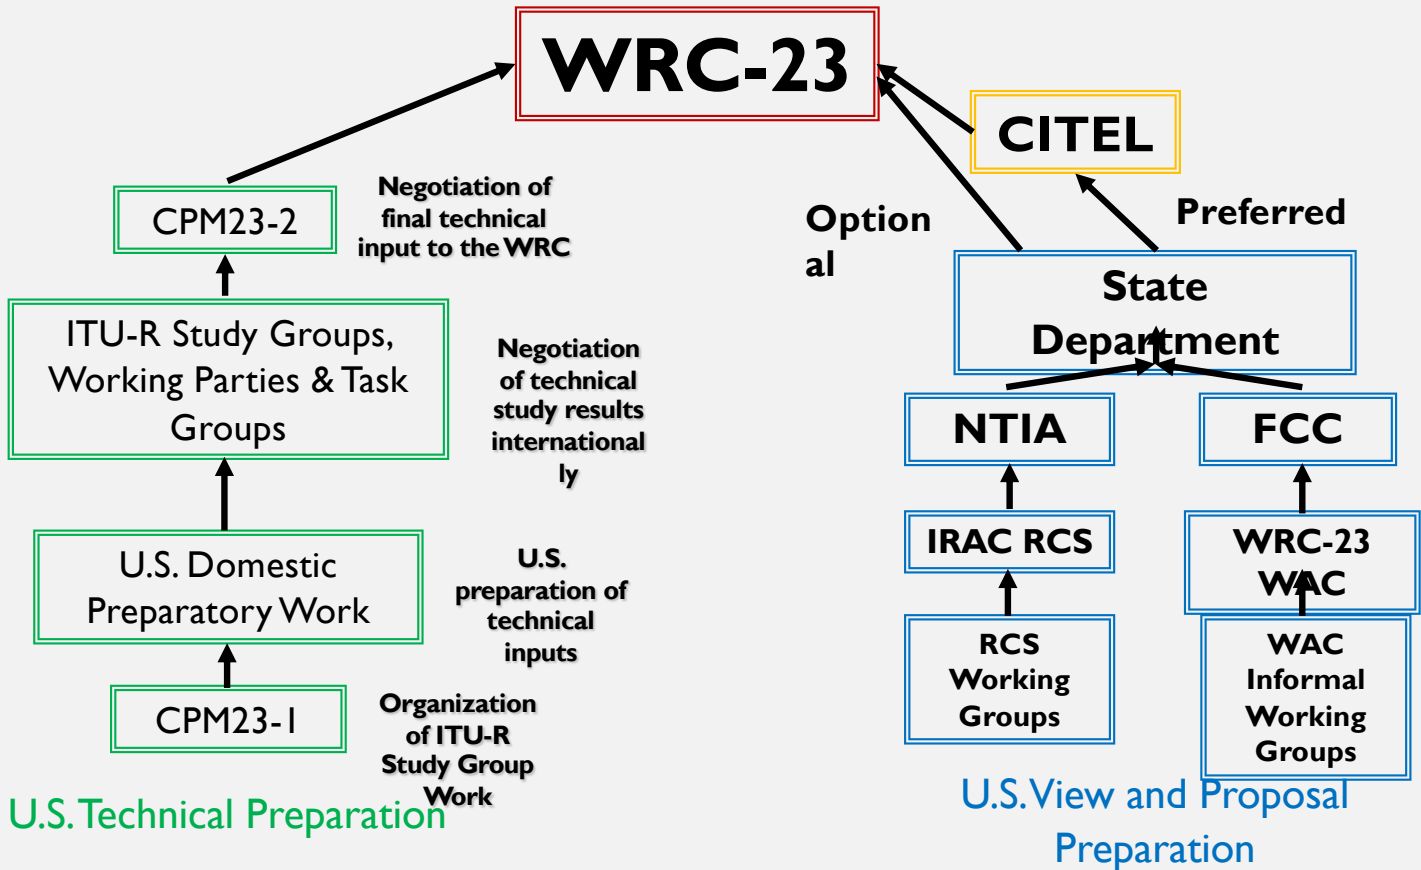 WRC-23
CITEL
CPM23-2
Negotiation of
final technical
input to the WRC
Option
al
Preferred
State
Department
ITU-R Study Groups,
Working Parties & Task
Groups
Negotiation
of technical
study results
international
ly
NTIA
FCC
U.S. Domestic
Preparatory Work
U.S.
preparation of
technical
inputs
IRAC RCS
WRC-23
WAC
RCS
Working
Groups
WAC
Informal
Working
Groups
CPM23-1
Organization
of ITU-R
Study Group
Work
U.S. Technical Preparation
U.S. View and Proposal
Preparation